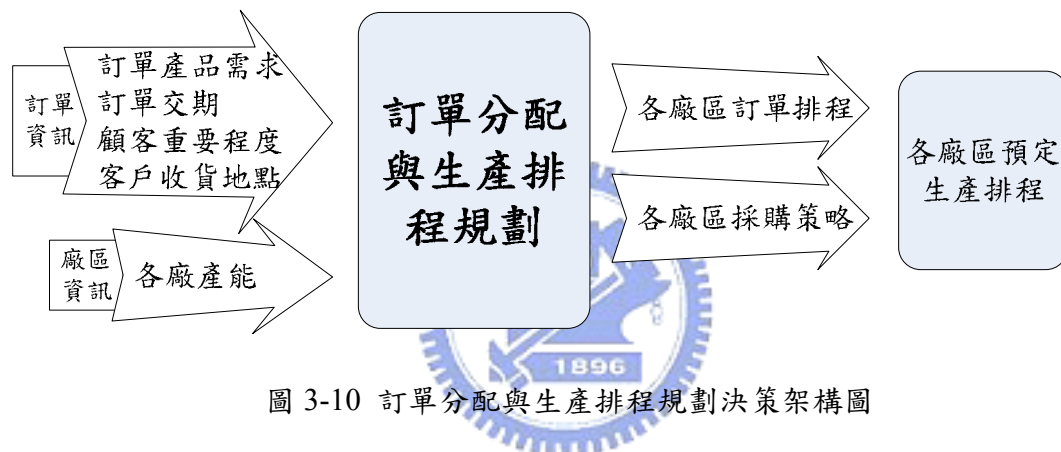 訂單
資訊
訂單產品需求
訂單交期
顧客重要程度
客戶收貨地點
廠區
資訊
各廠產能
訂單分配
與生產排
程規劃
各廠區訂單排程
各廠區採購策略
各廠區預定
生產排程
1896
圖 3-10 訂單分配與生產排程規劃決策架構圖